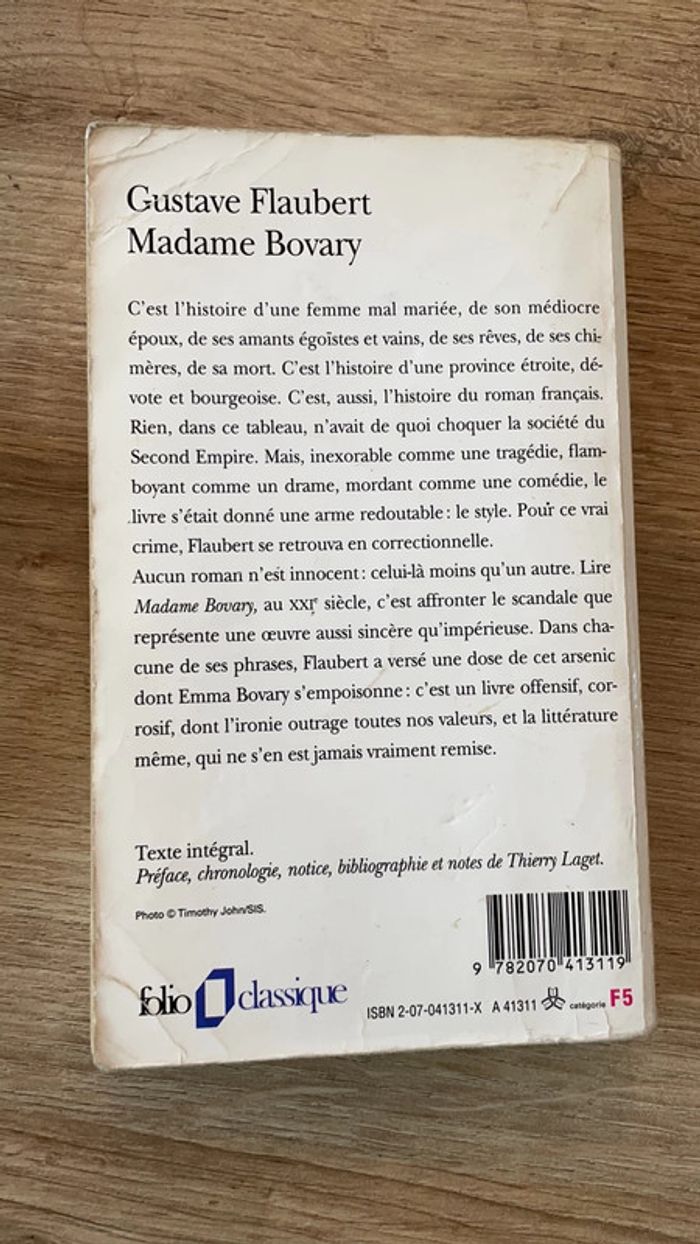 Gustave Flaubert
Madame Bovary
C'est l'histoire d'une femme mal mariée, de son médiocre
époux, de ses amants égoïstes et vains, de ses rêves, de ses chi-
mères, de sa mort. C'est l'histoire d'une province étroite, dé-
vote et bourgeoise. C'est, aussi, l'histoire du roman français.
Rien, dans ce tableau, n'avait de quoi choquer la société du
Second Empire. Mais, inexorable comme une tragédie, flam-
boyant comme un drame, mordant comme une comédie, le
livre s'était donné une arme redoutable : le style. Pour ce vrai
crime, Flaubert se retrouva en correctionnelle.
Aucun roman n'est innocent : celui-là moins qu'un autre. Lire
Madame Bovary, au XXIe siècle, c'est affronter le scandale que
représente une œuvre aussi sincère qu'impérieuse. Dans cha-
cune de ses phrases, Flaubert a versé une dose de cet arsenic
dont Emma Bovary s'empoisonne : c'est un livre offensif, cor-
rosif, dont l'ironie outrage toutes nos valeurs, et la littérature
même, qui ne s'en est jamais vraiment remise.
Texte intégral.
Préface, chronologie, notice, bibliographie et notes de Thierry Laget.
Photo © Timothy John/SIS.
9 782070 413119
folio classique
ISBN 2-07-041311-X A 41311 catégorie F5